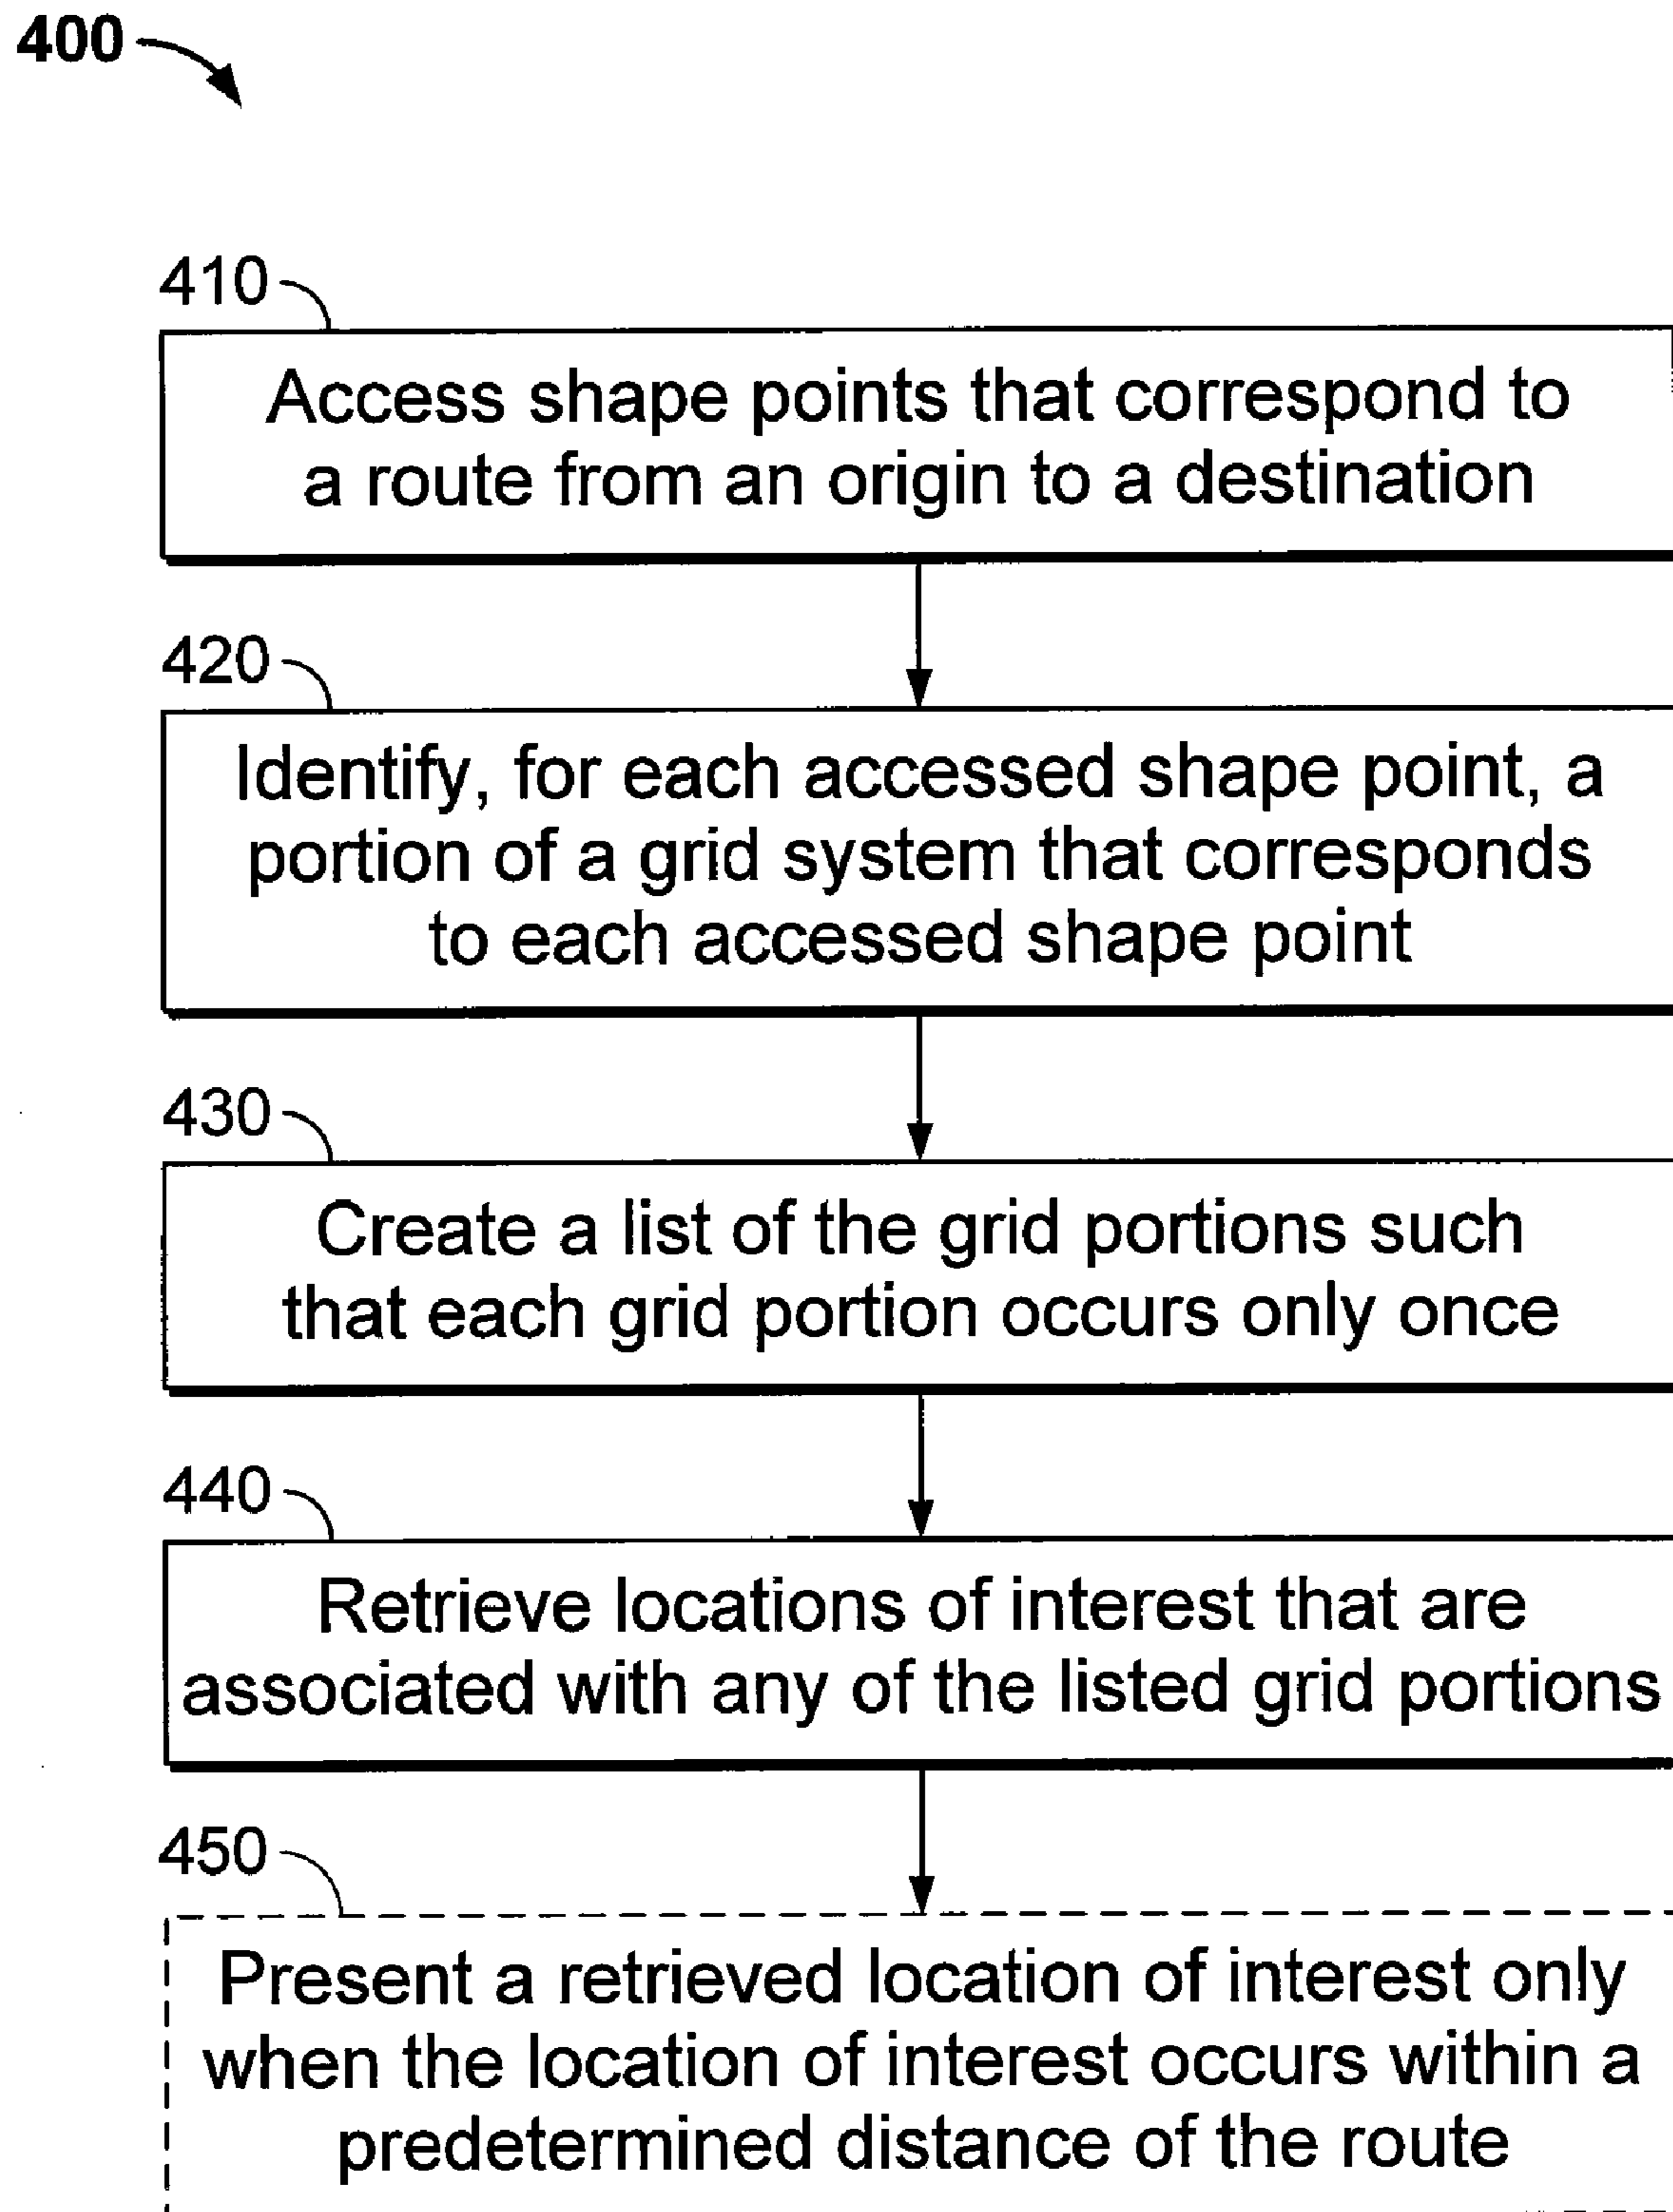 400
410
Access shape points that correspond to
a route from an origin to a destination
420
Identify, for each accessed shape point, a
portion of a grid system that corresponds
to each accessed shape point
430
Create a list of the grid portions such
that each grid portion occurs only once
440
Retrieve locations of interest that are
associated with any of the listed grid portions
450
Present a retrieved location of interest only
when the location of interest occurs within a
predetermined distance of the route